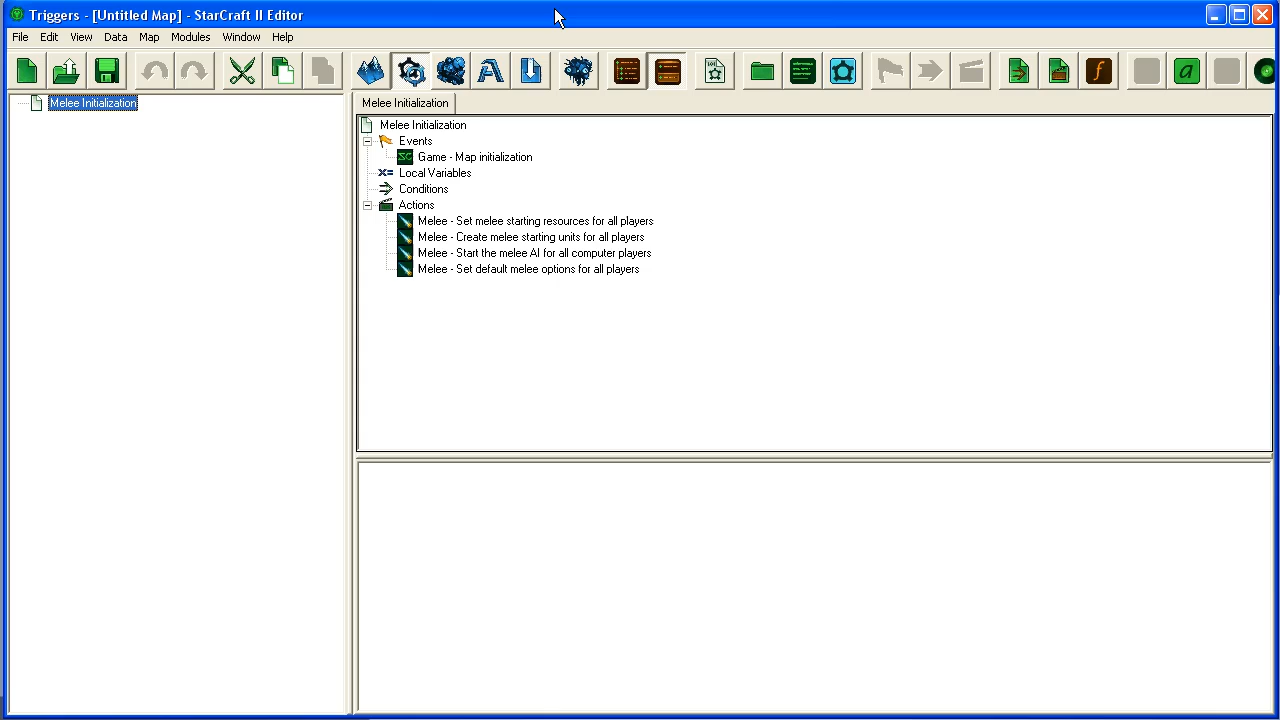 Triggers - [Untitled Map] - StarCraft II Editor
File Edit View Data Map Modules Window Help
Melee Initialization
Melee Initialization
Melee Initialization
Events
Game - Map initialization
Local Variables
Conditions
Actions
Melee - Set melee starting resources for all players
Melee - Create melee starting units for all players
Melee - Start the melee AI for all computer players
Melee - Set default melee options for all players